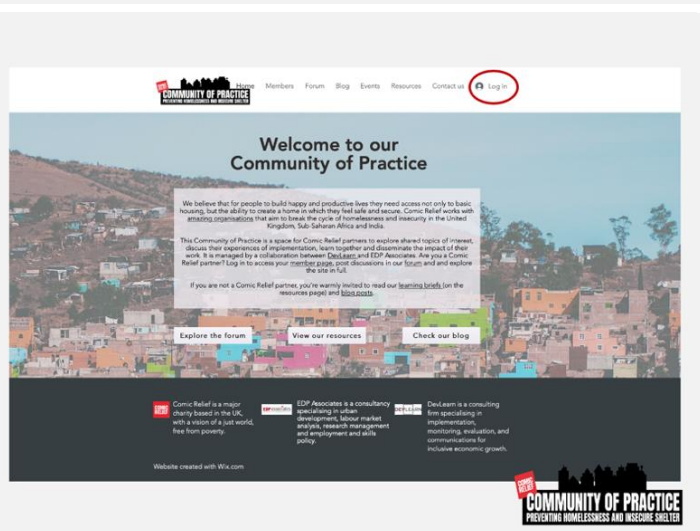 COMIC RELIEF
COMMUNITY OF PRACTICE
PREVENTING HOMELESSNESS AND INSECURE SHELTER
Home Members Forum Blog Events Resources Contact us Log in
Welcome to our
Community of Practice
We believe that for people to build happy and productive lives they need access not only to basic
housing, but the ability to create a home in which they feel safe and secure. Comic Relief works with
amazing organisations that aim to break the cycle of homelessness and insecurity in the United
Kingdom, Sub-Saharan Africa and India.
This Community of Practice is a space for Comic Relief partners to explore shared topics of interest,
discuss their experiences of implementation, learn together and disseminate the impact of their
work. It is managed by a collaboration between DevLearn and EDP Associates. Are you a Comic
Relief partner? Log in to access your member page, post discussions in our forum and and explore
the site in full.
If you are not a Comic Relief partner, you're warmly invited to read our learning briefs (on the
resources page) and blog posts.
Explore the forum
View our resources
Check our blog
COMIC RELIEF
Comic Relief is a major
charity based in the UK,
with a vision of a just world,
free from poverty.
EDP Associates is a consultancy
specialising in urban
development, labour market
analysis, research management
and employment and skills
policy.
DEVLEARN
DevLearn is a consulting
firm specialising in
implementation,
monitoring, evaluation, and
communications for
inclusive economic growth.
Website created with Wix.com
COMIC
RELIEF
COMMUNITY OF PRACTICE
PREVENTING HOMELESSNESS AND INSECURE SHELTER